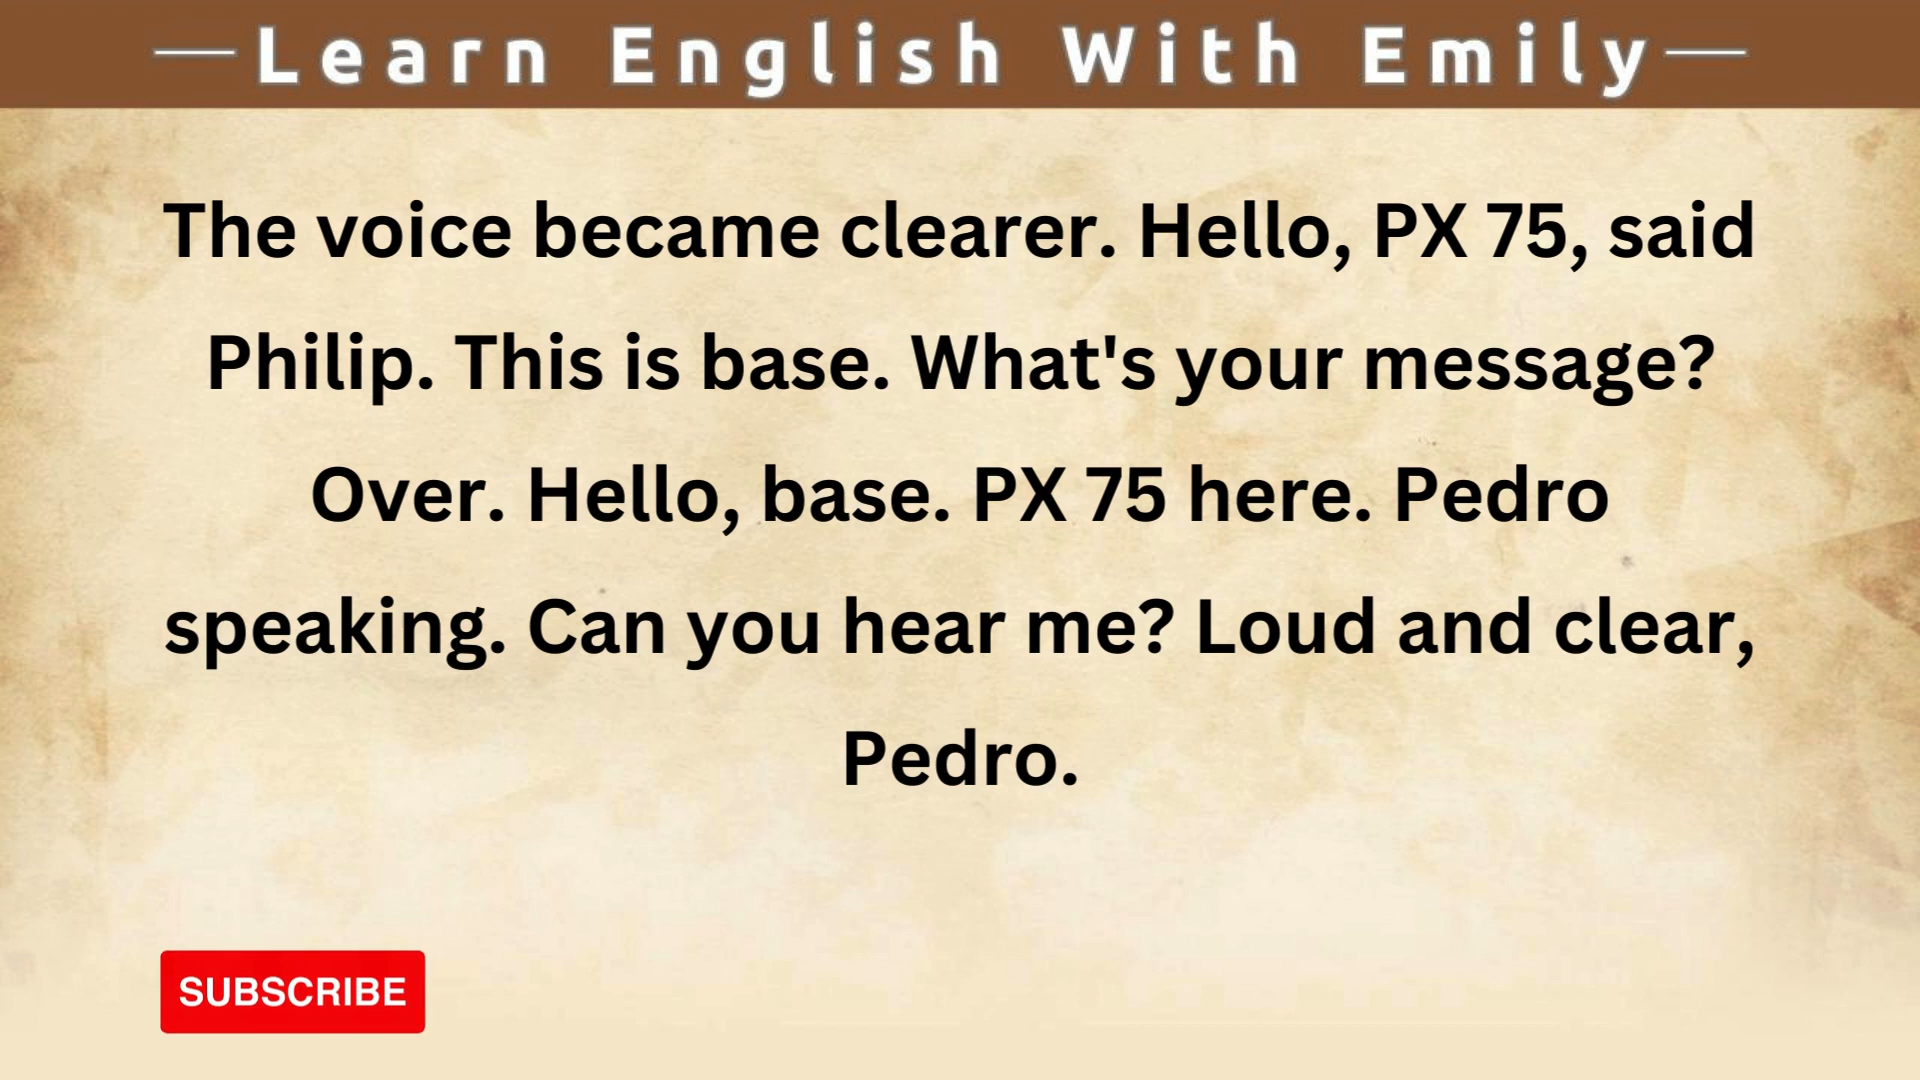 Learn English With Emily
The voice became clearer. Hello, PX 75, said
Philip. This is base. What's your message?
Over. Hello, base. PX 75 here. Pedro
speaking. Can you hear me? Loud and clear,
Pedro.
SUBSCRIBE